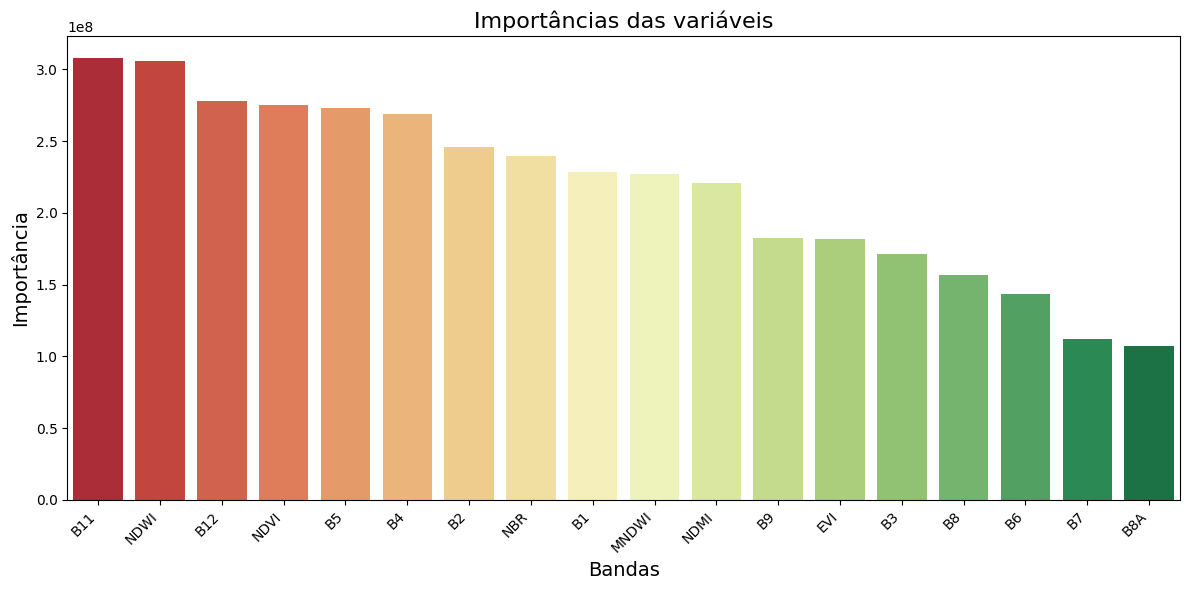 Importâncias das variáveis
1e8
3.0
2.5
2.0
1.5
1.0
0.5
0.0
Importância
B11 NDWI B12 NDVI B5 B4 B2 NBR B1 MNDWI NDMI B9 EVI B3 B8 B6 B7 B8A
Bandas